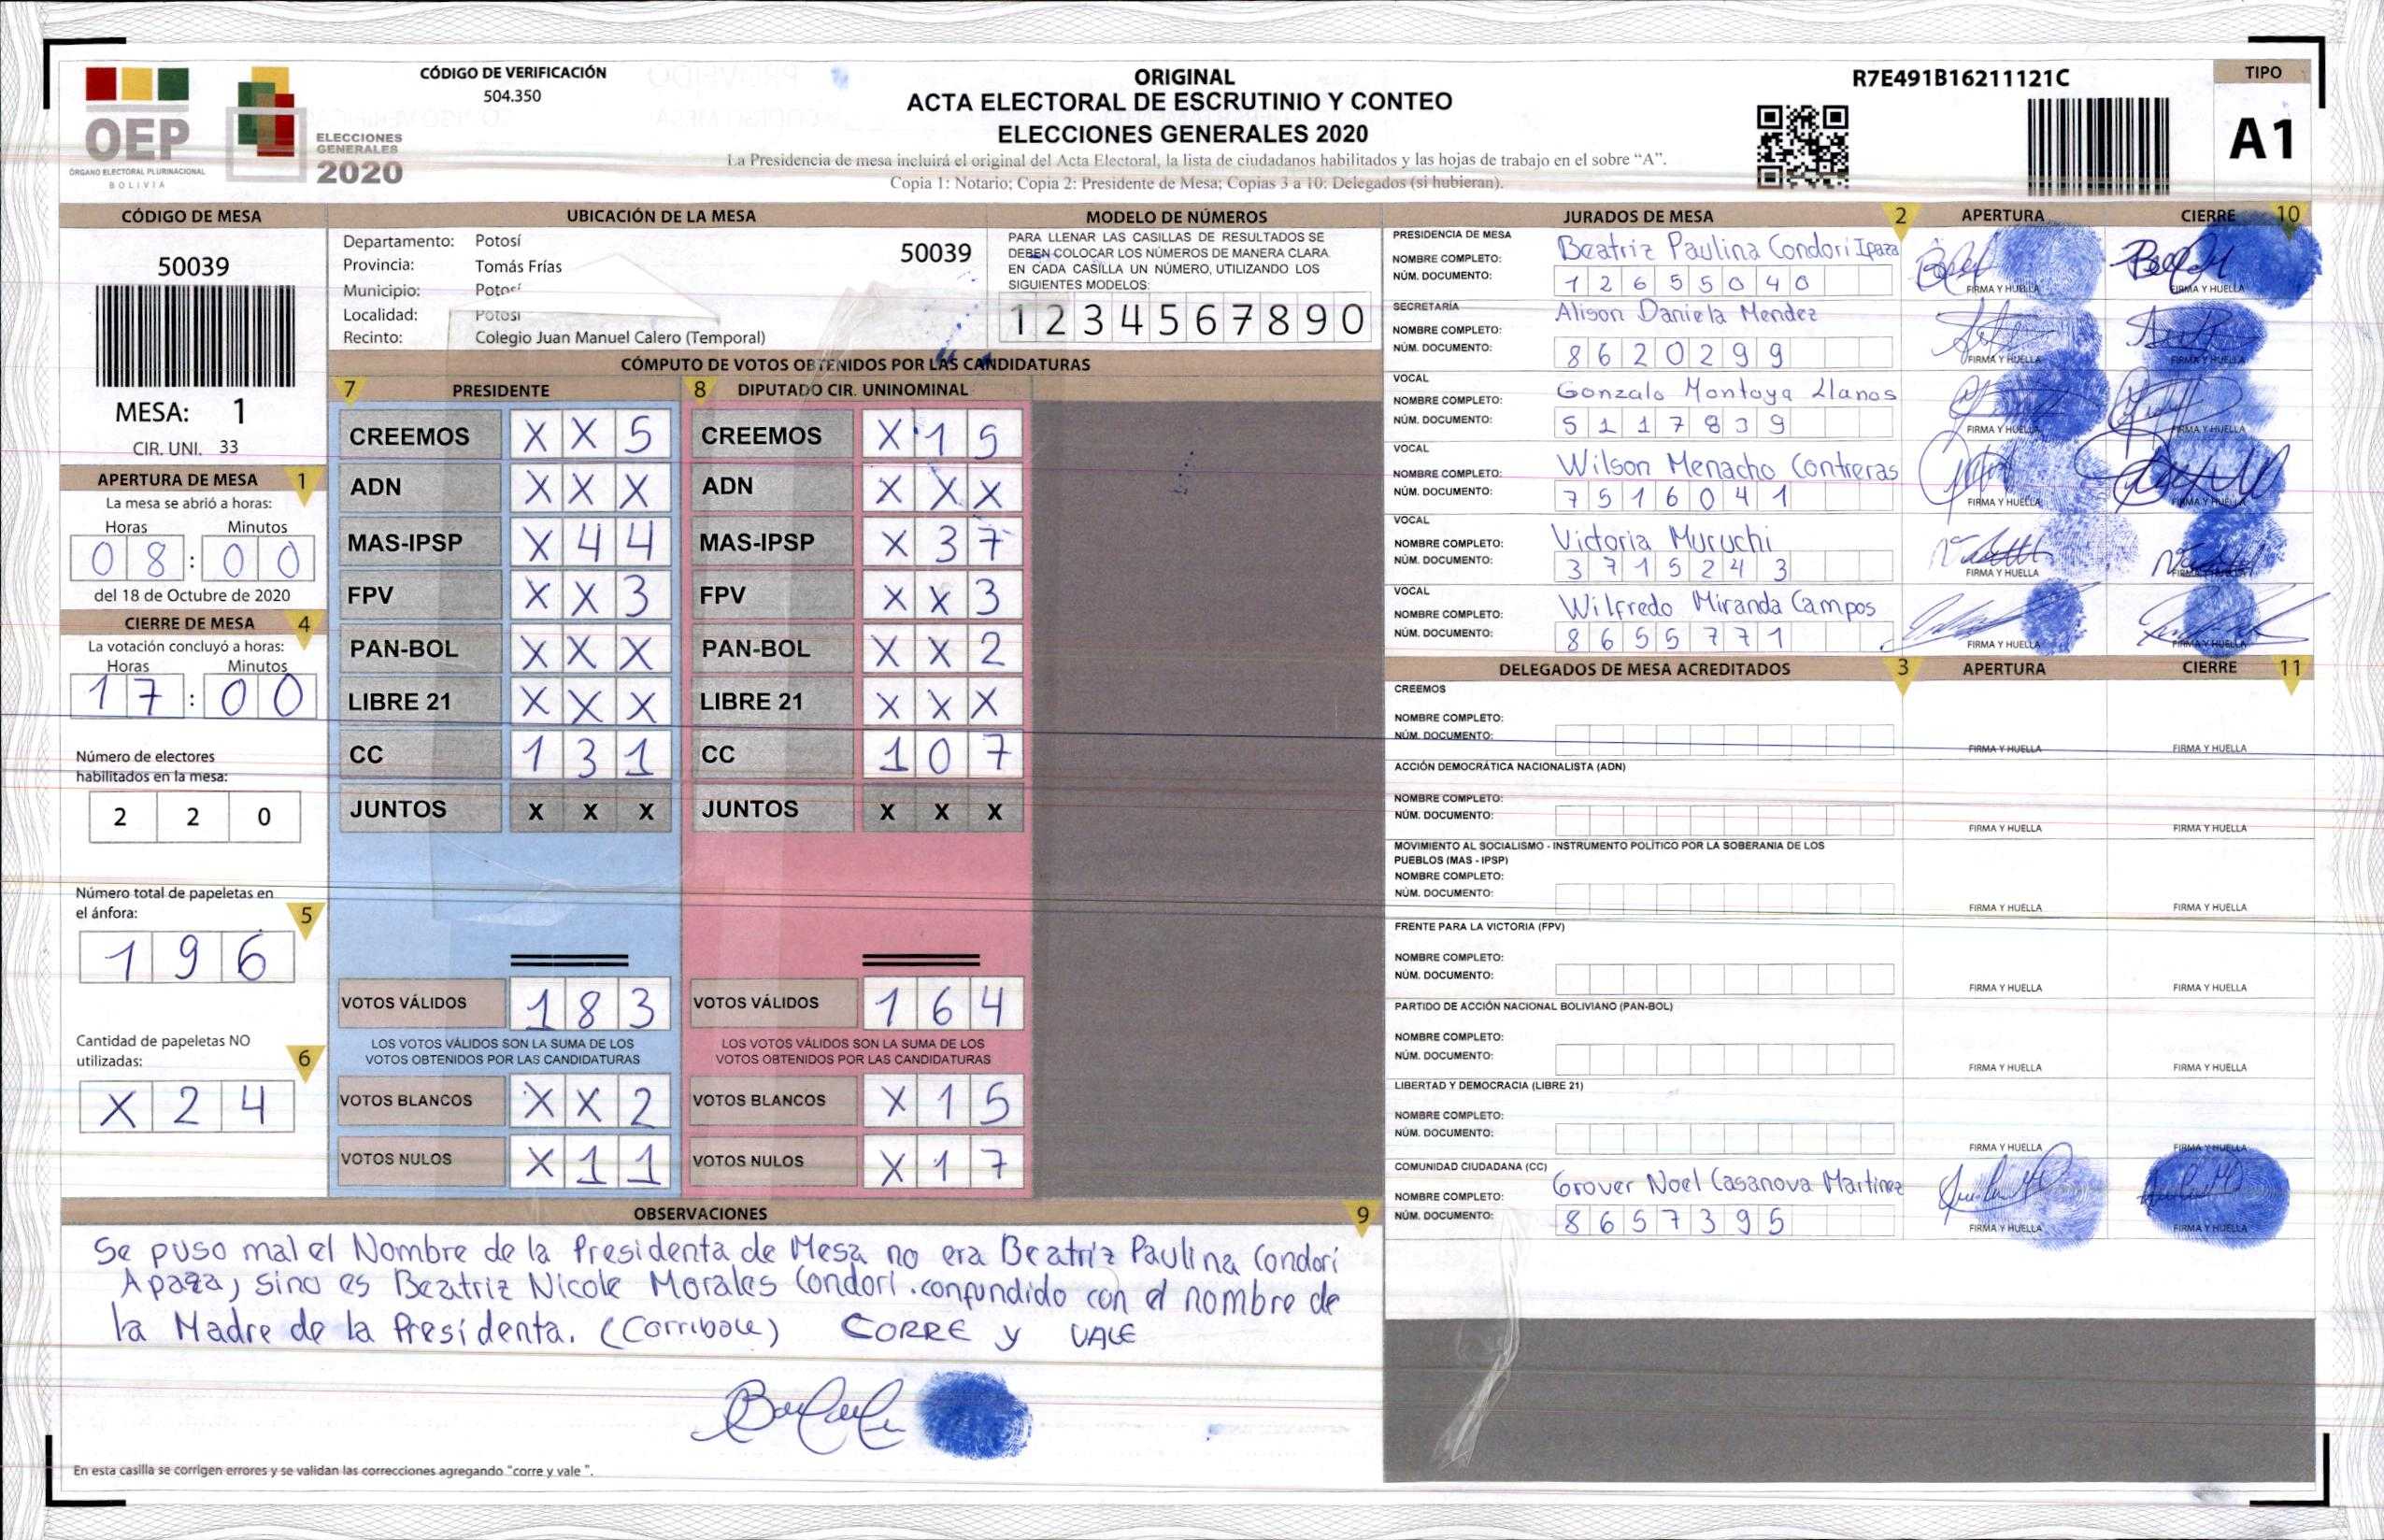 OEP
ÓRGANO ELECTORAL PLURINACIONAL
BOLIVIA
ELECCIONES
GENERALES
2020
CÓDIGO DE VERIFICACIÓN
504.350
ORIGINAL
ACTA ELECTORAL DE ESCRUTINIO Y CONTEO
ELECCIONES GENERALES 2020
La Presidencia de mesa incluirá el original del Acta Electoral, la lista de ciudadanos habilitados y las hojas de trabajo en el sobre “A”.
Copia 1: Notario; Copia 2: Presidente de Mesa; Copias 3 a 10: Delegados (si hubieran).
R7E491B16211121C
TIPO
A1
CÓDIGO DE MESA
50039
MESA: 1
CIR. UNI. 33
APERTURA DE MESA 1
La mesa se abrió a horas:
Horas Minutos
0 8 : 0 0
del 18 de Octubre de 2020
CIERRE DE MESA 4
La votación concluyó a horas:
Horas Minutos
1 7 : 0 0
Número de electores
habilitados en la mesa:
2 2 0
Número total de papeletas en
el ánfora: 5
1 9 6
Cantidad de papeletas NO
utilizadas: 6
X 2 4
UBICACIÓN DE LA MESA
50039
Departamento: Potosí
Provincia: Tomás Frías
Municipio: Potosí
Localidad: Potosí
Recinto: Colegio Juan Manuel Calero (Temporal)
MODELO DE NÚMEROS
PARA LLENAR LAS CASILLAS DE RESULTADOS SE
DEBEN COLOCAR LOS NÚMEROS DE MANERA CLARA
EN CADA CASILLA UN NÚMERO, UTILIZANDO LOS
SIGUIENTES MODELOS:
1 2 3 4 5 6 7 8 9 0
CÓMPUTO DE VOTOS OBTENIDOS POR LAS CANDIDATURAS
7 PRESIDENTE
CREEMOS X X 5
ADN X X X
MAS-IPSP X 4 4
FPV X X 3
PAN-BOL X X X
LIBRE 21 X X X
CC 1 3 1
JUNTOS X X X
VOTOS VÁLIDOS 1 8 3
LOS VOTOS VÁLIDOS SON LA SUMA DE LOS
VOTOS OBTENIDOS POR LAS CANDIDATURAS
VOTOS BLANCOS X X 2
VOTOS NULOS X 1 1
8 DIPUTADO CIR. UNINOMINAL
CREEMOS X 1 5
ADN X X X
MAS-IPSP X 3 7
FPV X X 3
PAN-BOL X X 2
LIBRE 21 X X X
CC 1 0 7
JUNTOS X X X
VOTOS VÁLIDOS 1 6 4
LOS VOTOS VÁLIDOS SON LA SUMA DE LOS
VOTOS OBTENIDOS POR LAS CANDIDATURAS
VOTOS BLANCOS X 1 5
VOTOS NULOS X 1 7
OBSERVACIONES 9
Se puso mal el Nombre de la Presidenta de Mesa no era Beatriz Paulina Condori
Apaza, sino es Beatriz Nicole Morales Condori. confundido con el nombre de
la Madre de la Presidenta. CORRE y VALE
En esta casilla se corrigen errores y se validan las correcciones agregando "corre y vale ".
JURADOS DE MESA 2 APERTURA CIERRE 10
PRESIDENCIA DE MESA
NOMBRE COMPLETO: Beatriz Paulina Condori Ipaza
NÚM. DOCUMENTO: 1 2 6 5 5 0 4 0
FIRMA Y HUELLA FIRMA Y HUELLA
SECRETARÍA
NOMBRE COMPLETO: Alison Daniela Mendez
NÚM. DOCUMENTO: 8 6 2 0 2 9 9
FIRMA Y HUELLA FIRMA Y HUELLA
VOCAL
NOMBRE COMPLETO: Gonzalo Montoya Llanos
NÚM. DOCUMENTO: 5 1 1 7 8 3 9
FIRMA Y HUELLA FIRMA Y HUELLA
VOCAL
NOMBRE COMPLETO: Wilson Menacho Contreras
NÚM. DOCUMENTO: 7 5 1 6 0 4 1
FIRMA Y HUELLA FIRMA Y HUELLA
VOCAL
NOMBRE COMPLETO: Victoria Muruchi
NÚM. DOCUMENTO: 3 7 1 5 2 4 3
FIRMA Y HUELLA FIRMA Y HUELLA
VOCAL
NOMBRE COMPLETO: Wilfredo Miranda Campos
NÚM. DOCUMENTO: 8 6 5 5 7 7 1
FIRMA Y HUELLA FIRMA Y HUELLA
DELEGADOS DE MESA ACREDITADOS 3 APERTURA CIERRE 11
CREEMOS
NOMBRE COMPLETO:
NÚM. DOCUMENTO:
FIRMA Y HUELLA FIRMA Y HUELLA
ACCIÓN DEMOCRÁTICA NACIONALISTA (ADN)
NOMBRE COMPLETO:
NÚM. DOCUMENTO:
FIRMA Y HUELLA FIRMA Y HUELLA
MOVIMIENTO AL SOCIALISMO - INSTRUMENTO POLÍTICO POR LA SOBERANIA DE LOS
PUEBLOS (MAS - IPSP)
NOMBRE COMPLETO:
NÚM. DOCUMENTO:
FIRMA Y HUELLA FIRMA Y HUELLA
FRENTE PARA LA VICTORIA (FPV)
NOMBRE COMPLETO:
NÚM. DOCUMENTO:
FIRMA Y HUELLA FIRMA Y HUELLA
PARTIDO DE ACCIÓN NACIONAL BOLIVIANO (PAN-BOL)
NOMBRE COMPLETO:
NÚM. DOCUMENTO:
FIRMA Y HUELLA FIRMA Y HUELLA
LIBERTAD Y DEMOCRACIA (LIBRE 21)
NOMBRE COMPLETO:
NÚM. DOCUMENTO:
FIRMA Y HUELLA FIRMA Y HUELLA
COMUNIDAD CIUDADANA (CC)
NOMBRE COMPLETO: Grover Noel Casanova Martinez
NÚM. DOCUMENTO: 8 6 5 7 3 9 5
FIRMA Y HUELLA FIRMA Y HUELLA